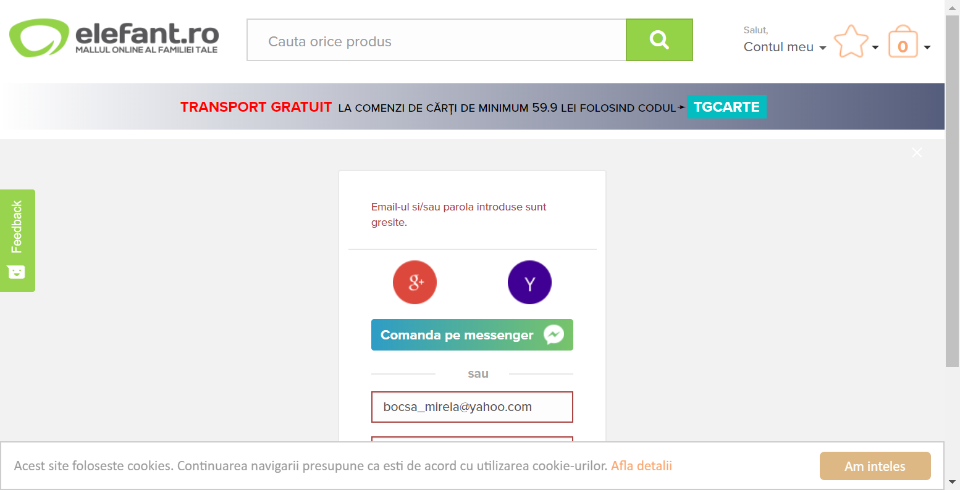 elefant.ro
MALLUL ONLINE AL FAMILIEI TALE
Cauta orice produs
Salut,
Contul meu
0
TRANSPORT GRATUIT LA COMENZI DE CĂRȚI DE MINIMUM 59.9 LEI FOLOSIND CODUL TGCARTE
Feedback
Email-ul si/sau parola introduse sunt
gresite.
g+
Y
Comanda pe messenger
sau
bocsa_mirela@yahoo.com
Acest site foloseste cookies. Continuarea navigarii presupune ca esti de acord cu utilizarea cookie-urilor. Afla detalii
Am inteles